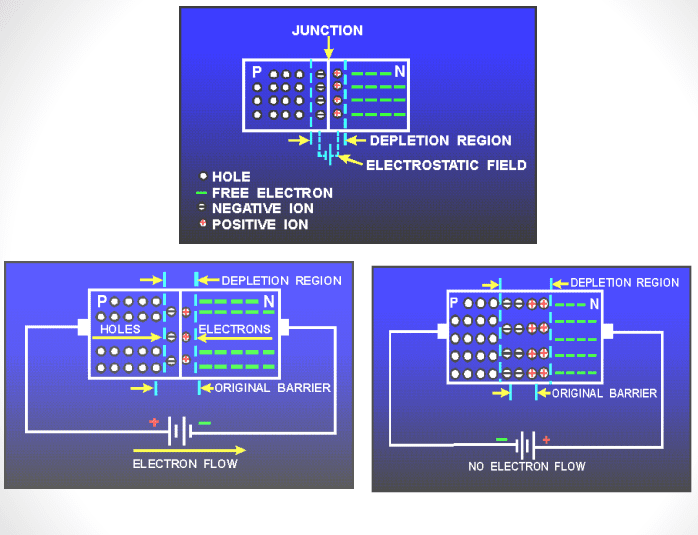 JUNCTION
P N
DEPLETION REGION
ELECTROSTATIC FIELD
HOLE
FREE ELECTRON
NEGATIVE ION
POSITIVE ION
DEPLETION REGION
P N
HOLES ELECTRONS
ORIGINAL BARRIER
+ −
ELECTRON FLOW
DEPLETION REGION
P N
ORIGINAL BARRIER
− +
NO ELECTRON FLOW